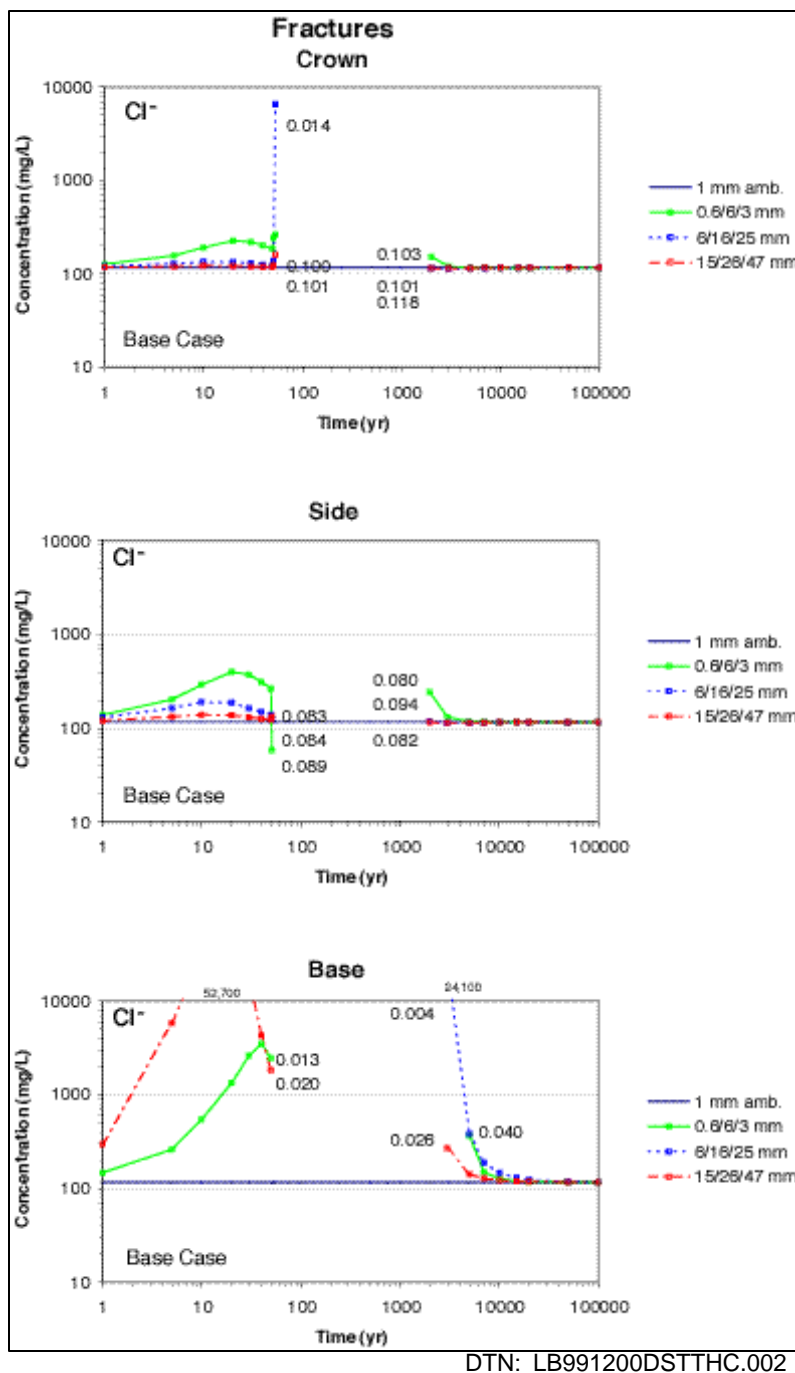 Fractures
Crown
Cl-
10000
1000
100
10
Concentration (mg/L)
0.014
0.100
0.101
0.103
0.101
0.118
Base Case
1 10 100 1000 10000 100000
Time (yr)
1 mm amb.
0.6/6/3 mm
6/16/25 mm
15/26/47 mm
Side
Cl-
10000
1000
100
10
Concentration (mg/L)
0.083
0.084
0.089
0.080
0.094
0.082
Base Case
1 10 100 1000 10000 100000
Time (yr)
1 mm amb.
0.6/6/3 mm
6/16/25 mm
15/26/47 mm
Base
Cl-
10000
1000
100
10
Concentration (mg/L)
52,700
24,100
0.004
0.013
0.020
0.026
0.040
Base Case
1 10 100 1000 10000 100000
Time (yr)
1 mm amb.
0.6/6/3 mm
6/16/25 mm
15/26/47 mm
DTN: LB991200DSTTHC.002